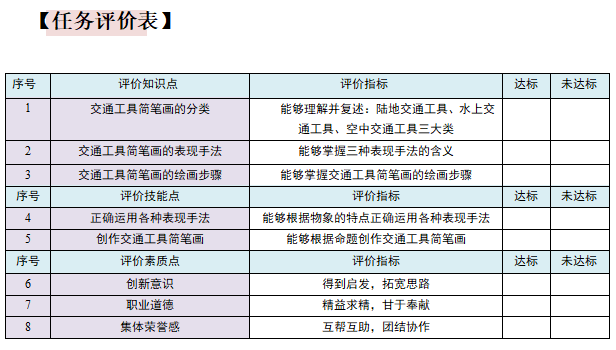 【任务评价表】
序号 评价知识点 评价指标 达标 未达标
1 交通工具简笔画的分类 能够理解并复述：陆地交通工具、水上交
通工具、空中交通工具三大类
2 交通工具简笔画的表现手法 能够掌握三种表现手法的含义
3 交通工具简笔画的绘画步骤 能够掌握交通工具简笔画的绘画步骤
序号 评价技能点 评价指标 达标 未达标
4 正确运用各种表现手法 能够根据物象的特点正确运用各种表现手法
5 创作交通工具简笔画 能够根据命题创作交通工具简笔画
序号 评价素质点 评价指标 达标 未达标
6 创新意识 得到启发，拓宽思路
7 职业道德 精益求精，甘于奉献
8 集体荣誉感 互帮互助，团结协作